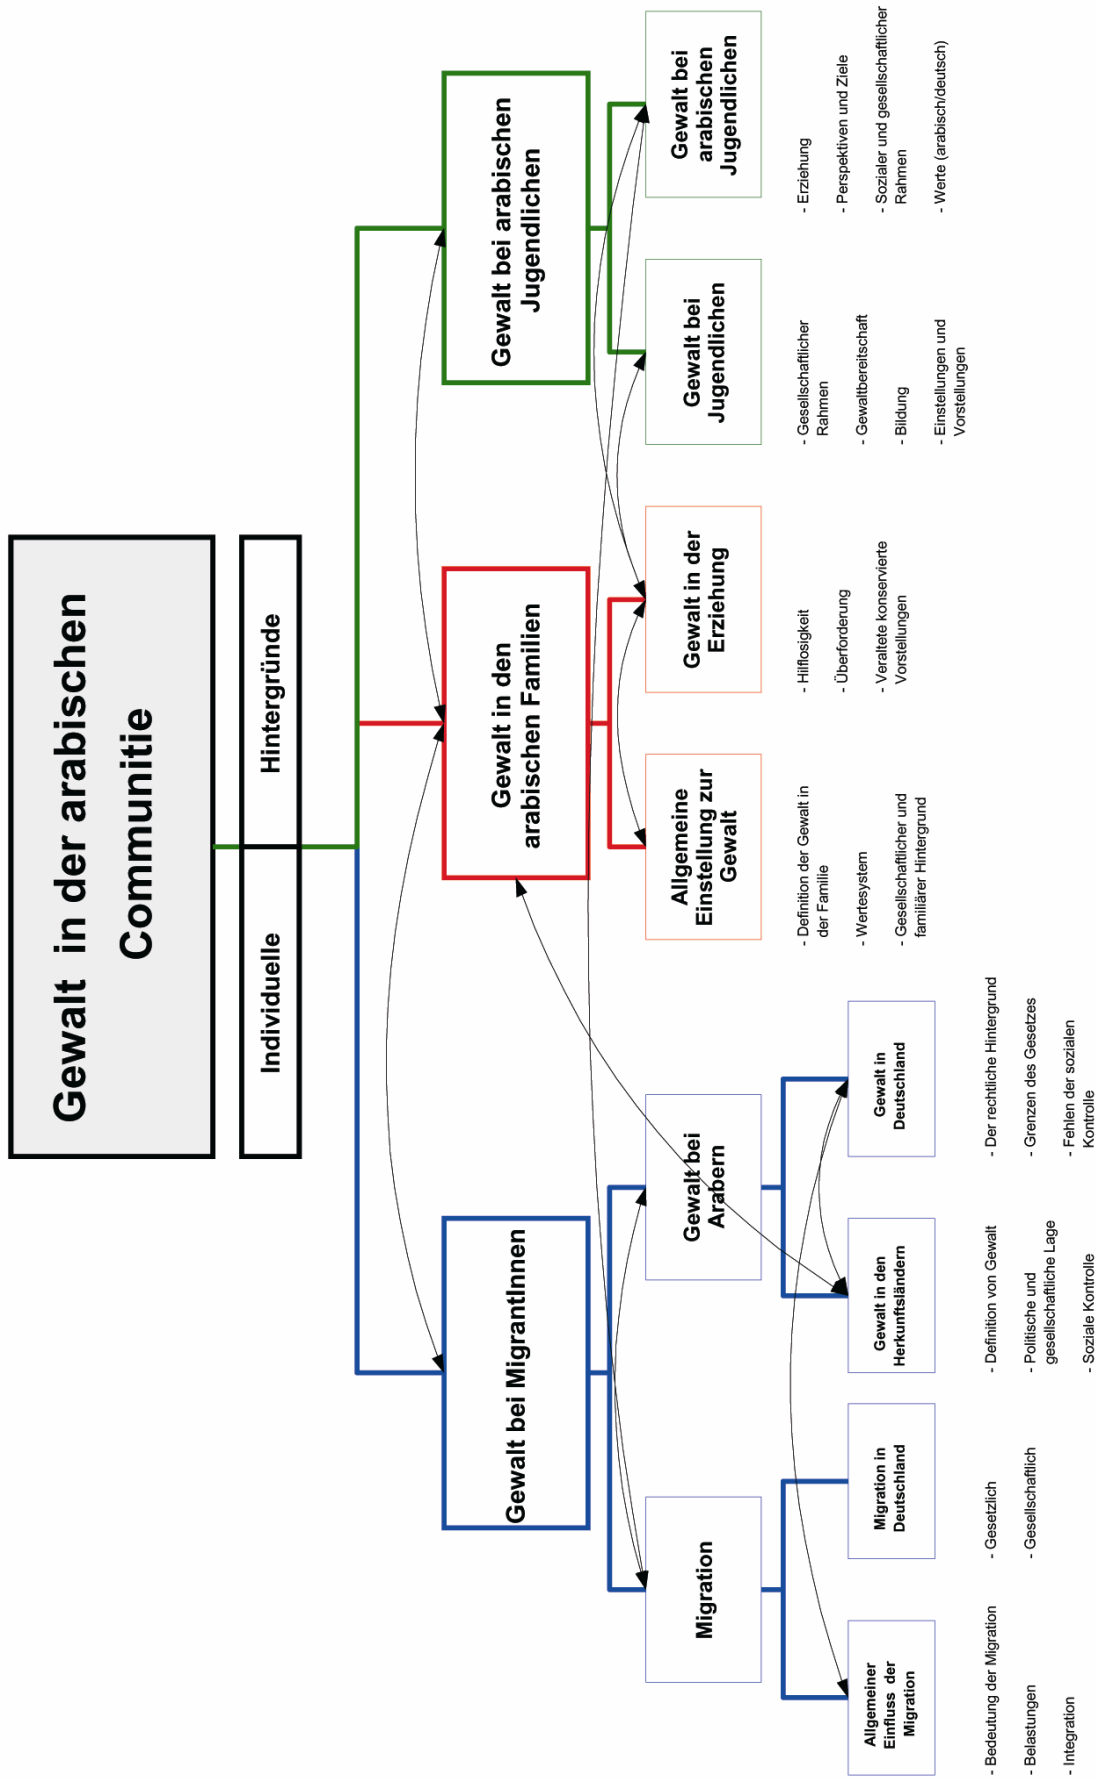 Gewalt in der arabischen
Communitie
Individuelle
Hintergründe
Gewalt bei MigrantInnen
Gewalt in den
arabischen Familien
Gewalt bei arabischen
Jugendlichen
Migration
Gewalt bei
Arabern
Allgemeine
Einstellung zur
Gewalt
Gewalt in der
Erziehung
Gewalt bei
Jugendlichen
Gewalt bei
arabischen
Jugendlichen
- Definition der Gewalt in
der Familie
- Wertesystem
- Gesellschaftlicher und
familiärer Hintergrund
- Hilflosigkeit
- Überforderung
- Veraltete konservierte
Vorstellungen
- Gesellschaftlicher
Rahmen
- Gewaltbereitschaft
- Bildung
- Einstellungen und
Vorstellungen
- Erziehung
- Perspektiven und Ziele
- Sozialer und gesellschaftlicher
Rahmen
- Werte (arabisch/deutsch)
Allgemeiner
Einfluss der
Migration
Migration in
Deutschland
Gewalt in den
Herkunftsländern
Gewalt in
Deutschland
- Bedeutung der Migration
- Belastungen
- Integration
- Gesetzlich
- Gesellschaftlich
- Definition von Gewalt
- Politische und
gesellschaftliche Lage
- Soziale Kontrolle
- Der rechtliche Hintergrund
- Grenzen des Gesetzes
- Fehlen der sozialen
Kontrolle